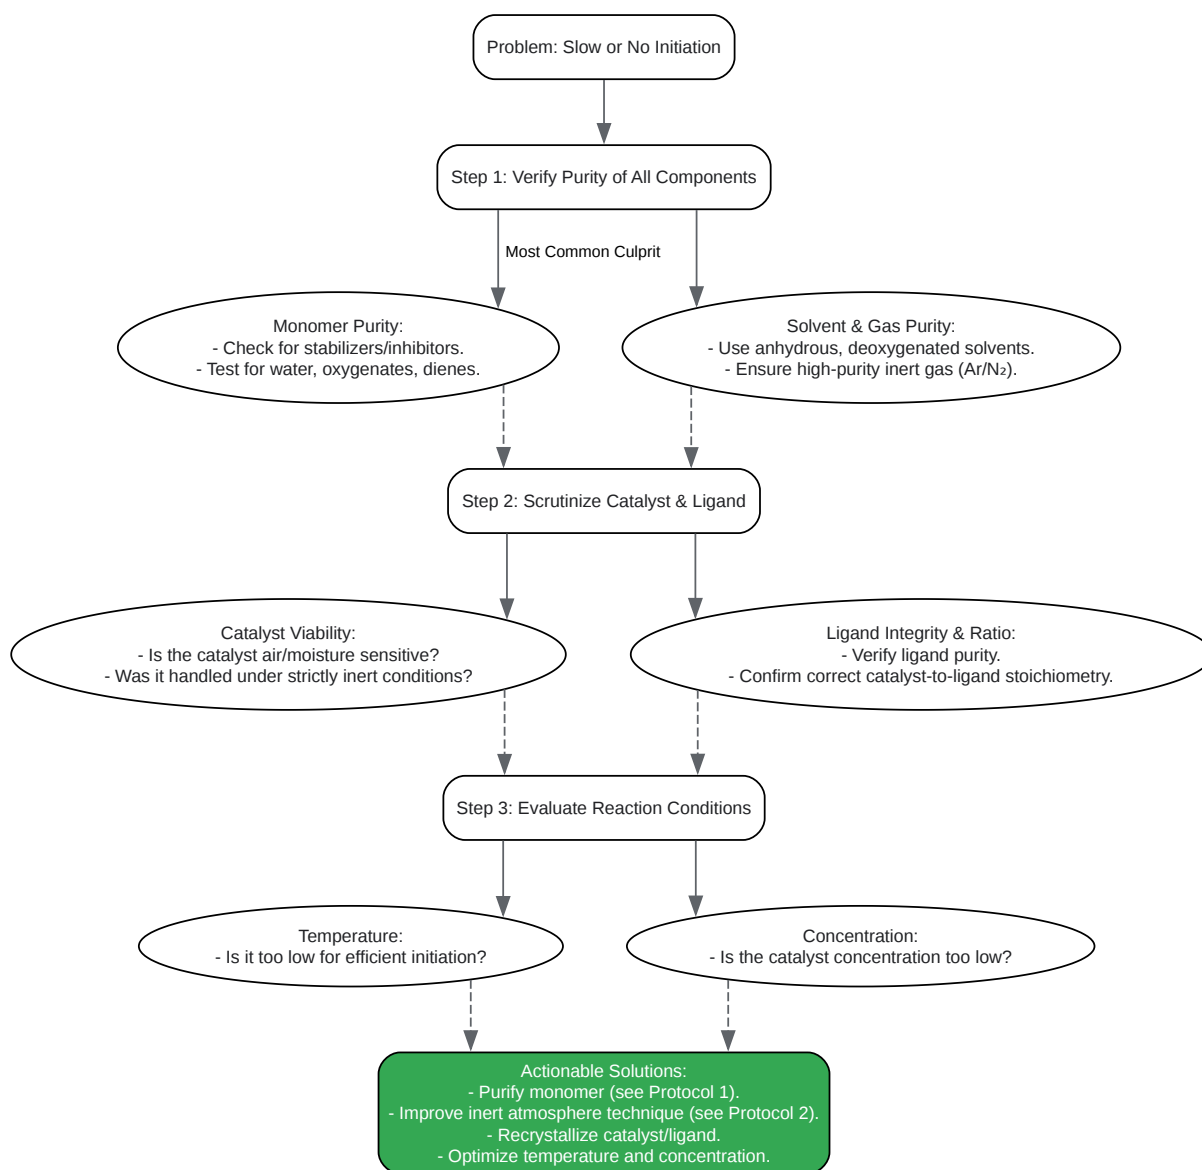 Problem: Slow or No Initiation
Step 1: Verify Purity of All Components
Most Common Culprit
Monomer Purity:
- Check for stabilizers/inhibitors.
- Test for water, oxygenates, dienes.
Solvent & Gas Purity:
- Use anhydrous, deoxygenated solvents.
- Ensure high-purity inert gas (Ar/N₂).
Step 2: Scrutinize Catalyst & Ligand
Catalyst Viability:
- Is the catalyst air/moisture sensitive?
- Was it handled under strictly inert conditions?
Ligand Integrity & Ratio:
- Verify ligand purity.
- Confirm correct catalyst-to-ligand stoichiometry.
Step 3: Evaluate Reaction Conditions
Temperature:
- Is it too low for efficient initiation?
Concentration:
- Is the catalyst concentration too low?
Actionable Solutions:
- Purify monomer (see Protocol 1).
- Improve inert atmosphere technique (see Protocol 2).
- Recrystallize catalyst/ligand.
- Optimize temperature and concentration.